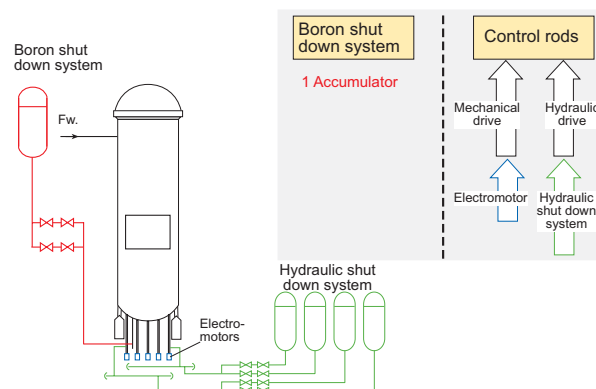 Boron shut
down system
Fw.
Electro-
motors
Hydraulic shut
down system
Boron shut
down system
1 Accumulator
Control rods
Mechanical
drive
Hydraulic
drive
Electromotor
Hydraulic
shut down
system